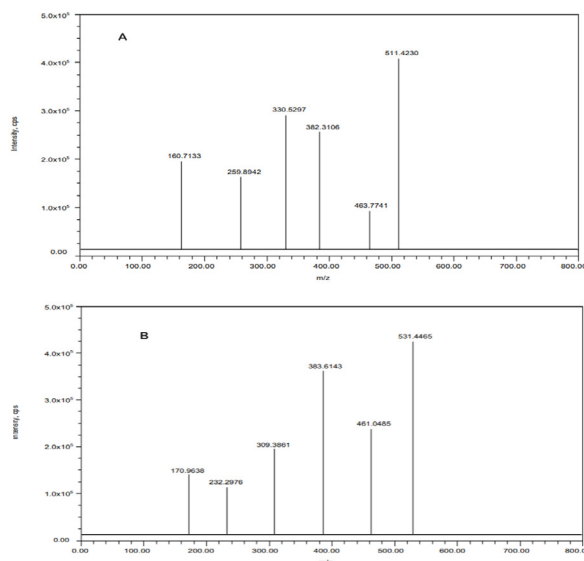 5.0x10⁵
A
511.4230
4.0x10⁵
330.5297
3.0x10⁵
382.3106
Intensity, cps
160.7133
2.0x10⁵
259.8942
463.7741
1.0x10⁵
0.00
0.00 200.00 300.00 400.00 500.00 600.00 700.00 800.00
m/z
5.0x10⁵
B
531.4465
4.0x10⁵
383.6143
3.0x10⁵
461.0485
Intensity, cps
309.3861
2.0x10⁵
170.9638
232.2976
1.0x10⁵
0.00
0.00 200.00 300.00 400.00 500.00 600.00 700.00 800.00